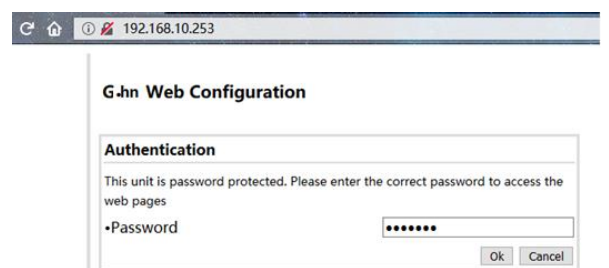 192.168.10.253
G.hn Web Configuration
Authentication
This unit is password protected. Please enter the correct password to access the
web pages
•Password
•••••••
Ok Cancel